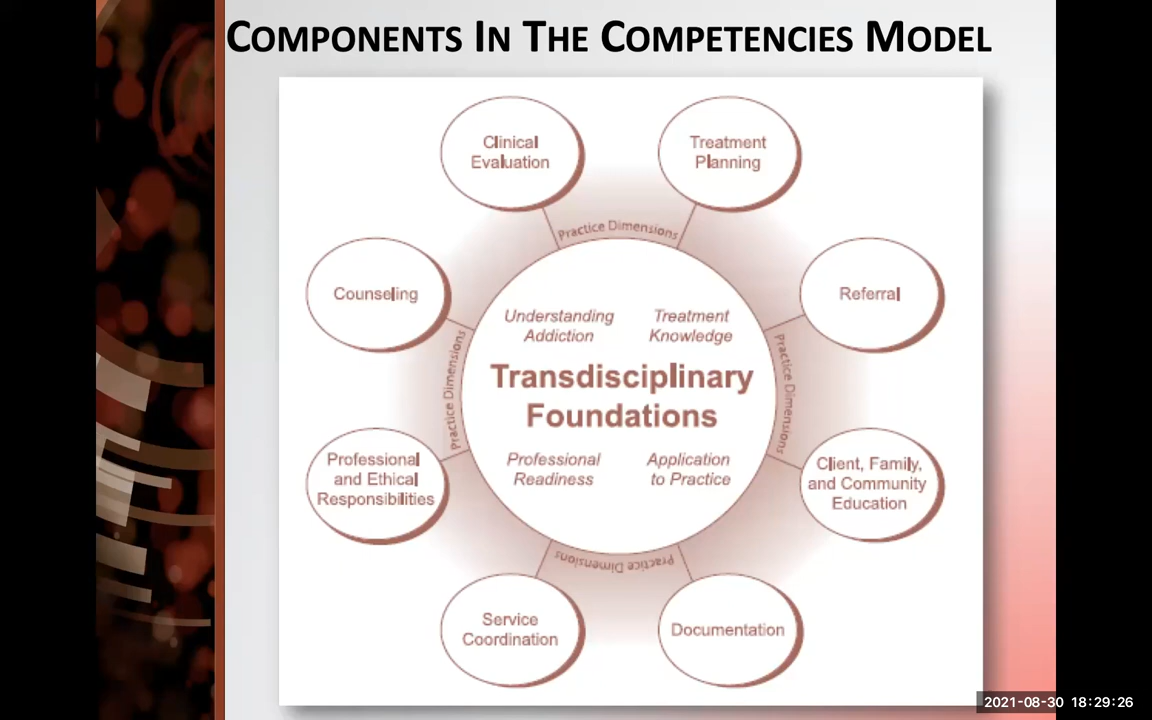 COMPONENTS IN THE COMPETENCIES MODEL
Clinical
Evaluation
Treatment
Planning
Practice Dimensions
Counseling
Referral
Understanding
Addiction
Treatment
Knowledge
Practice Dimensions
Practice Dimensions
Transdisciplinary
Foundations
Professional
Readiness
Application
to Practice
Professional
and Ethical
Responsibilities
Client, Family,
and Community
Education
Practice Dimensions
Service
Coordination
Documentation
2021-08-30 18:29:26